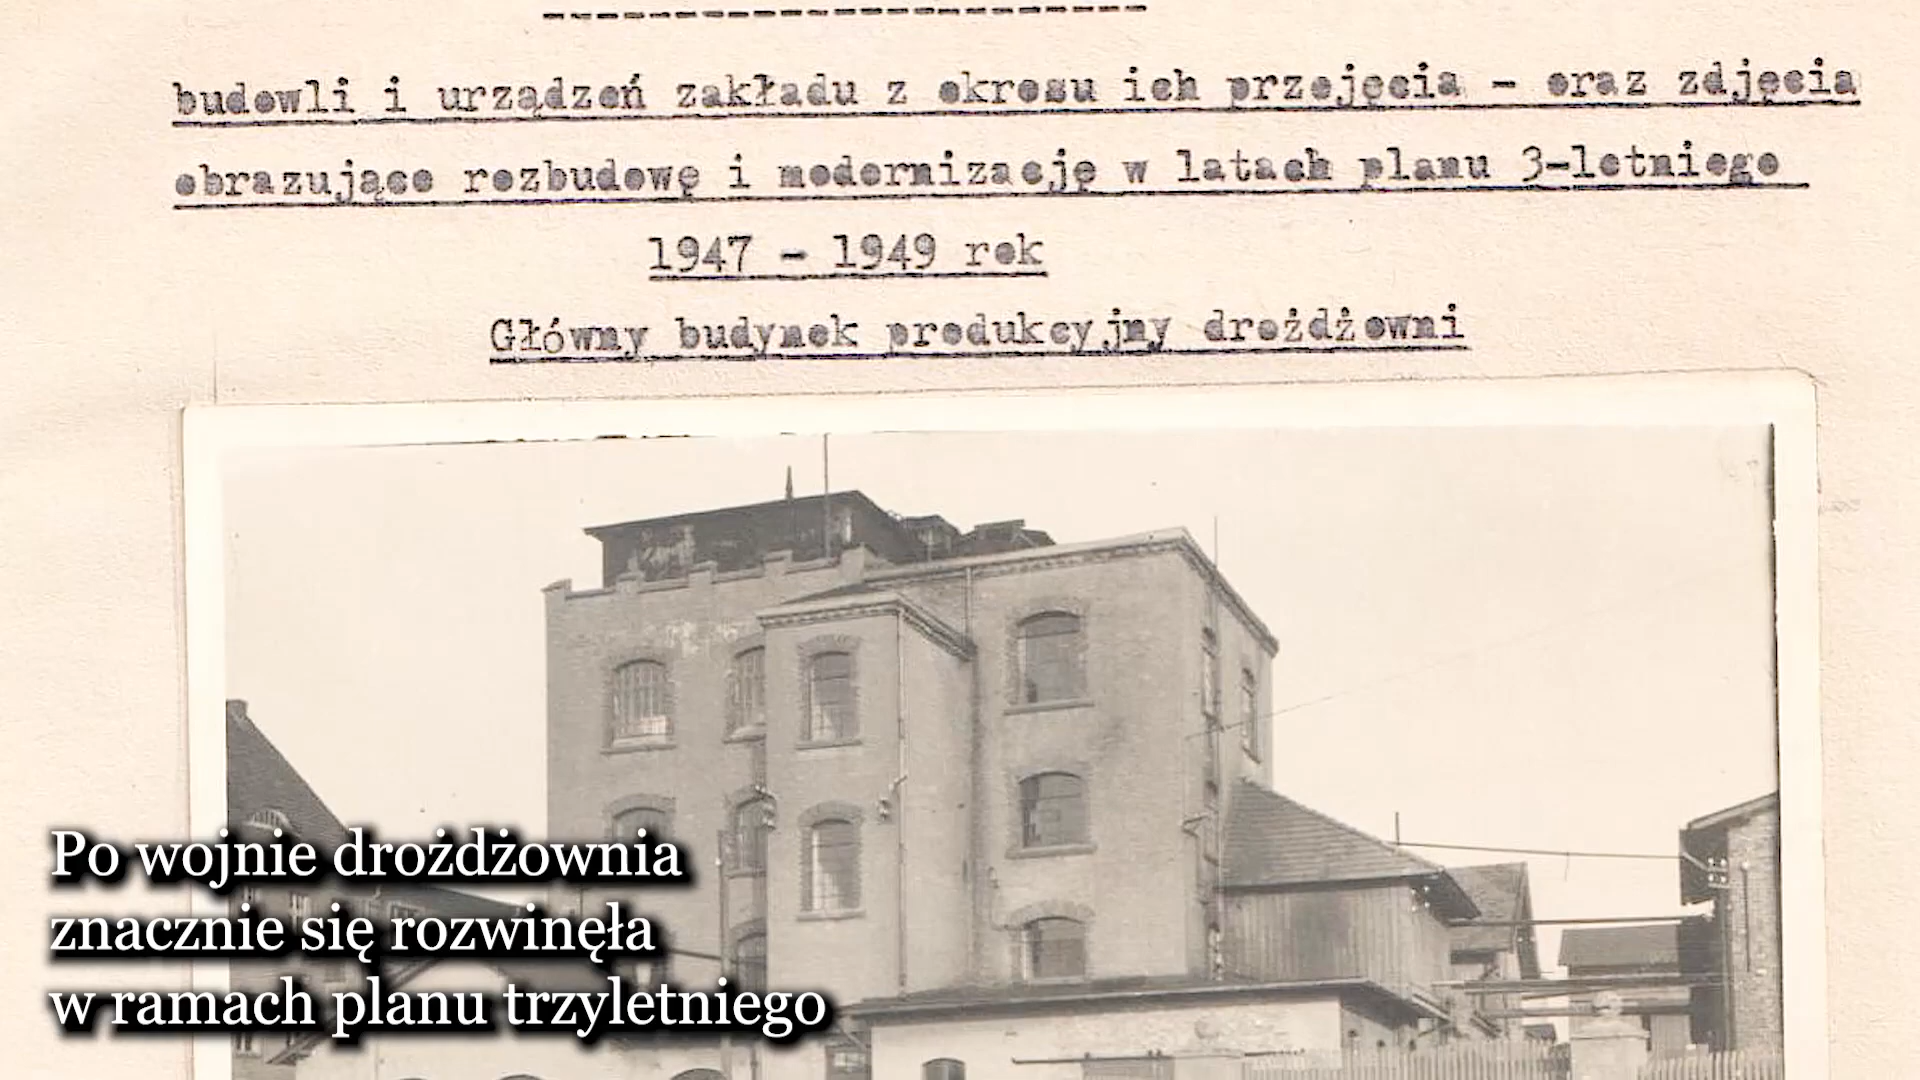 budowli i urządzeń zakładu z okresu ich przejęcia - oraz zdjęcia
obrazujące rozbudowę i modernizację w latach planu 3-letniego
1947 - 1949 rok
Główny budynek produkcyjny drożdżowni
Po wojnie drożdżownia
znacznie się rozwinęła
w ramach planu trzyletniego